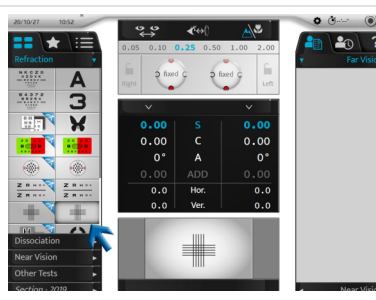 20/10/27 10:52
0.05 0.10 0.25 0.50 1.00 2.00
Right fixed fixed Left
Refraction
Far Visio
A
3
0.00 S 0.00
0.00 C 0.00
0° A 0°
0.00 ADD 0.00
0.0 Hor. 0.0
0.0 Ver. 0.0
Dissociation
Near Vision
Other Tests
Section - 2019
Near Vision